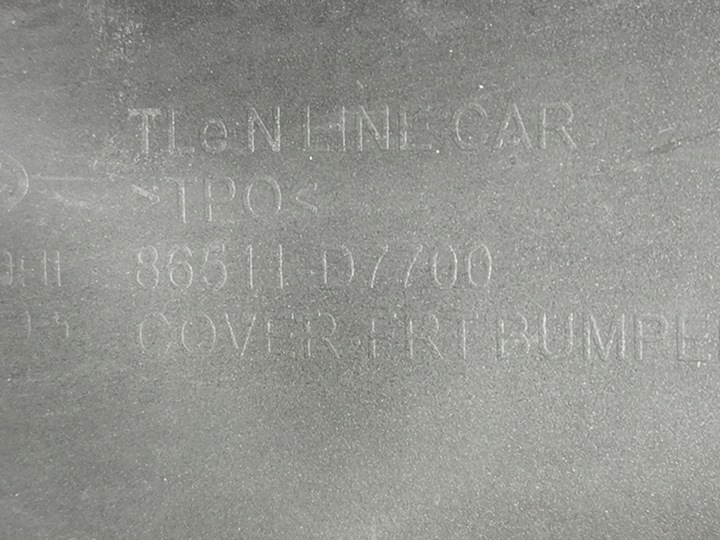 TLe N LINE CAR
>TPO<
86511-D7700
COVER-FRT BUMPE